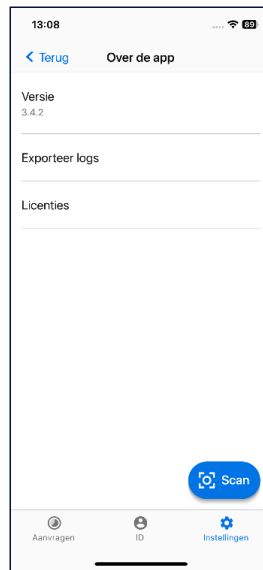 13:08
89
Terug
Over de app
Versie
3.4.2
Exporteer logs
Licenties
Scan
Aanvragen
ID
Instellingen